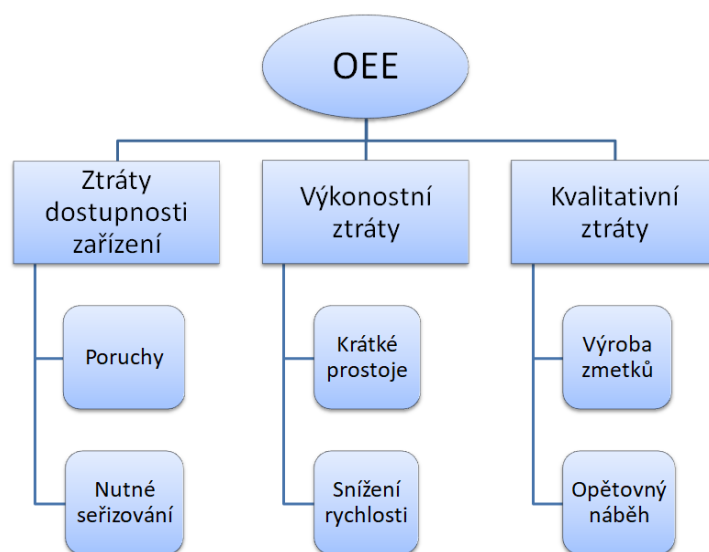 OEE
Ztráty
dostupnosti
zařízení
Výkonostní
ztráty
Kvalitativní
ztráty
Poruchy
Krátké
prostoje
Výroba
zmetků
Nutné
seřizování
Snížení
rychlosti
Opětovný
náběh